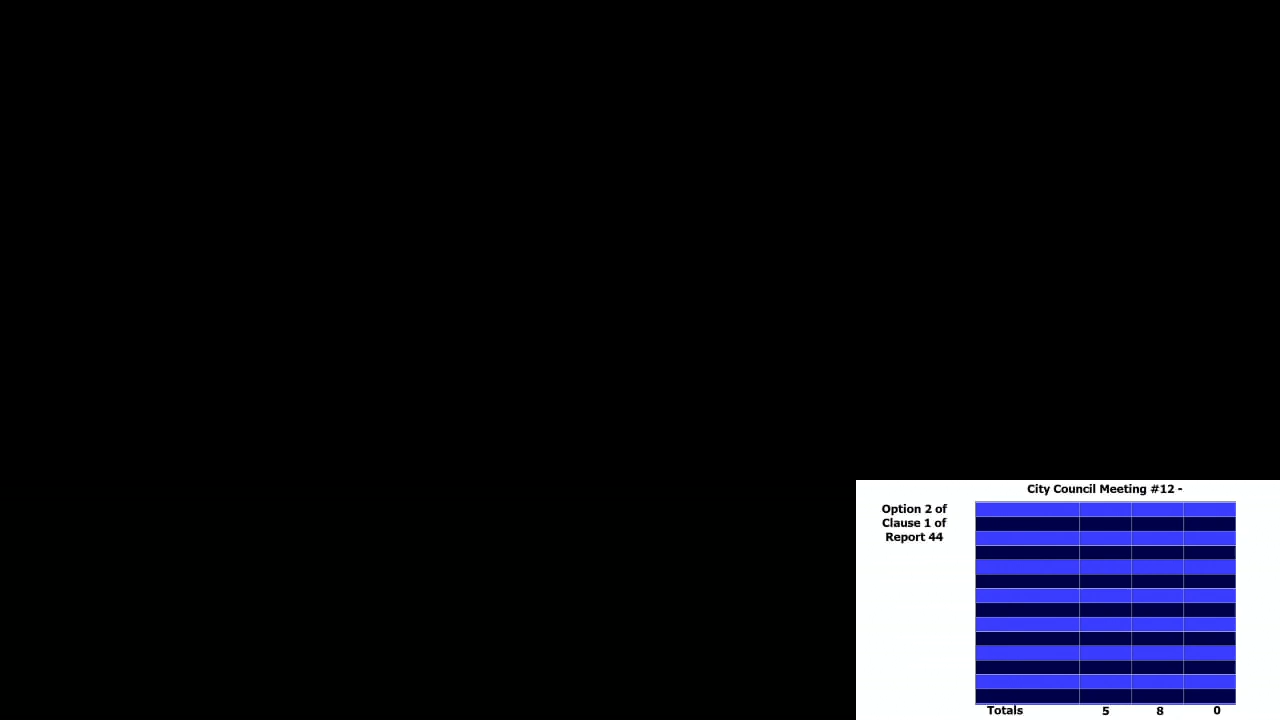 City Council Meeting #12 -
Option 2 of
Clause 1 of
Report 44
Totals 5 8 0